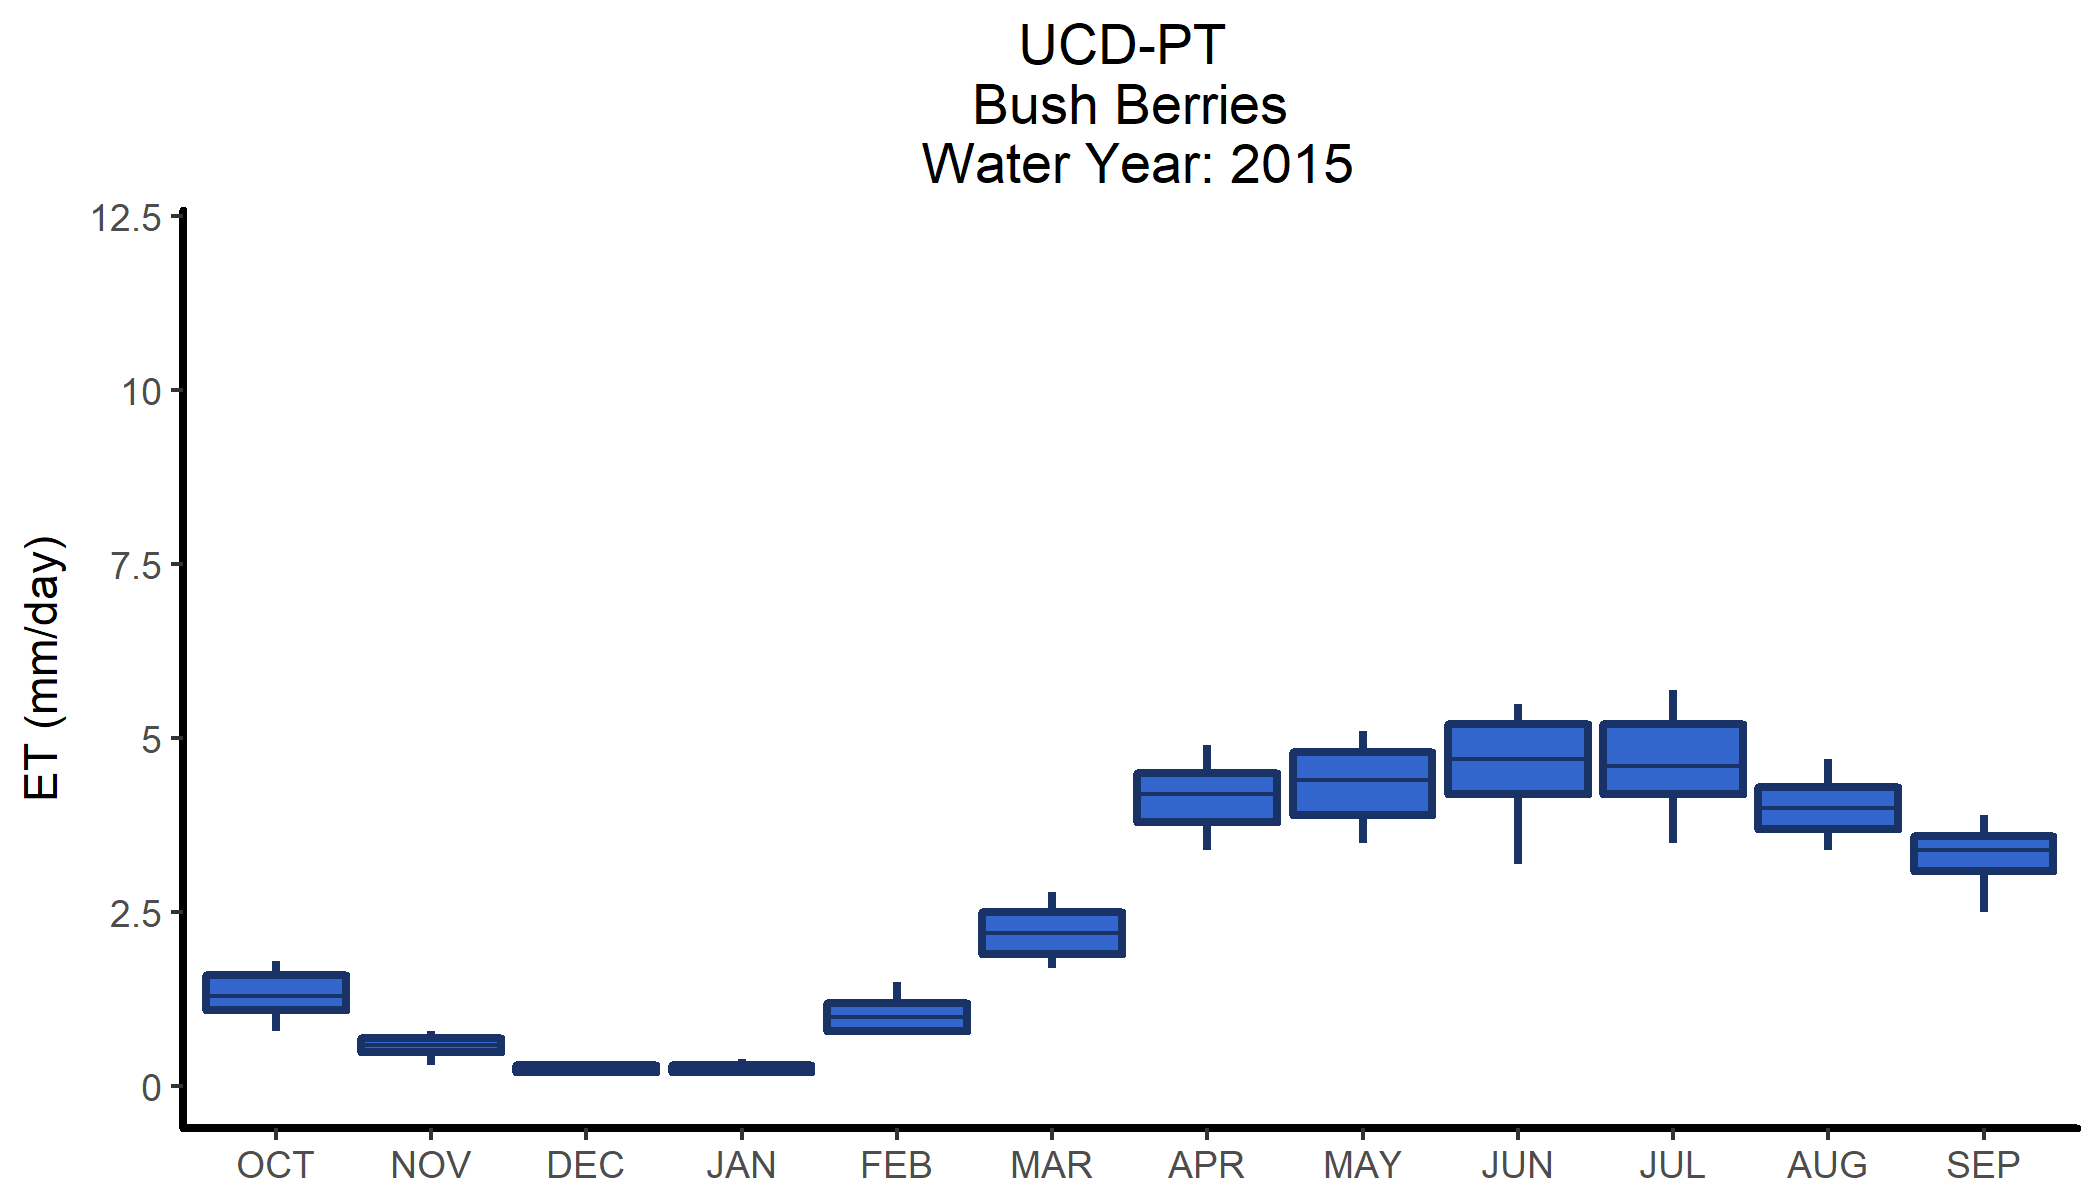 UCD-PT
Bush Berries
Water Year: 2015
ET (mm/day)
12.5
10
7.5
5
2.5
0
OCT NOV DEC JAN FEB MAR APR MAY JUN JUL AUG SEP